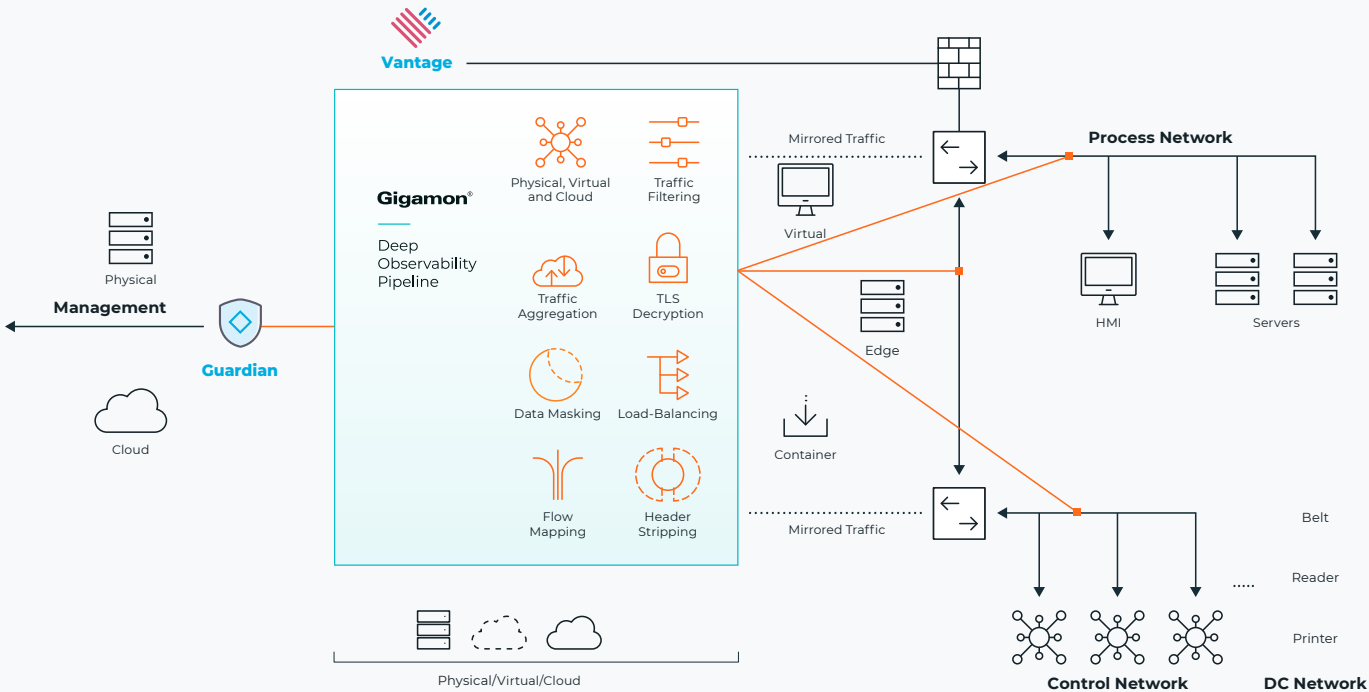 Vantage
Mirrored Traffic
Process Network
Physical, Virtual
and Cloud
Traffic
Filtering
Gigamon®
Deep
Observability
Pipeline
Virtual
Physical
Traffic
Aggregation
TLS
Decryption
Management
HMI
Servers
Edge
Guardian
Data Masking
Load-Balancing
Cloud
Container
Flow
Mapping
Header
Stripping
Mirrored Traffic
Belt
Reader
Printer
Physical/Virtual/Cloud
Control Network
DC Network